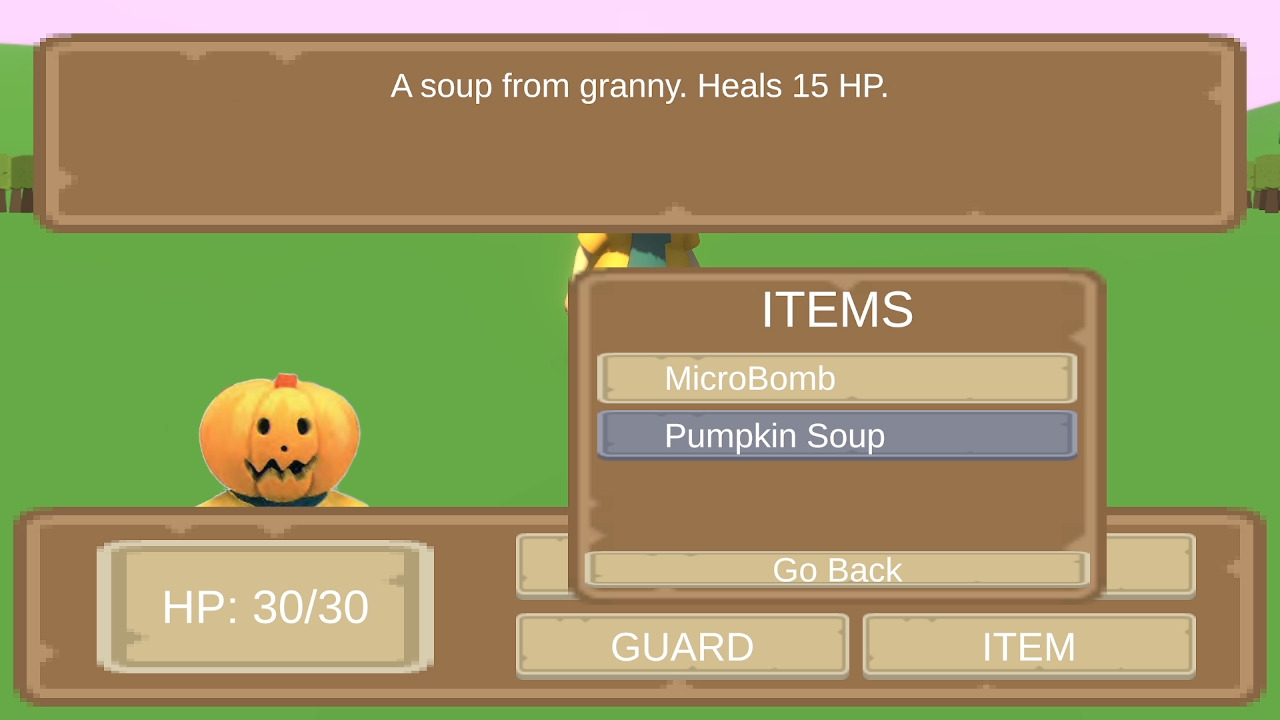 A soup from granny. Heals 15 HP.
ITEMS
MicroBomb
Pumpkin Soup
Go Back
HP: 30/30
GUARD
ITEM